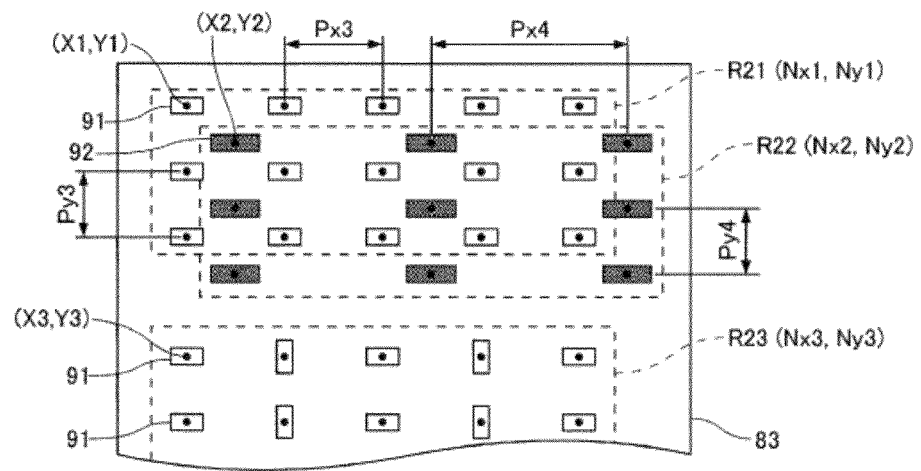 (X2,Y2) Px3 Px4
(X1,Y1)
R21 (Nx1, Ny1)
91
92
R22 (Nx2, Ny2)
Py3
Py4
(X3,Y3)
R23 (Nx3, Ny3)
91
91
83